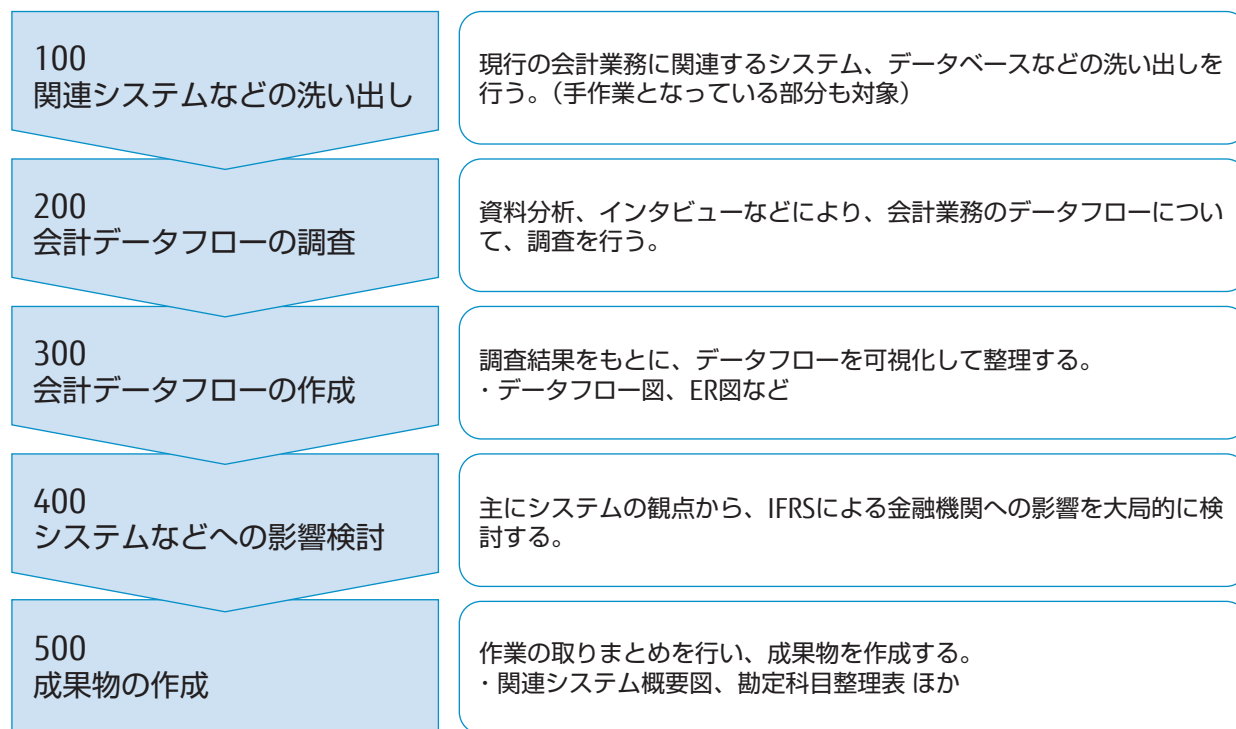 100
関連システムなどの洗い出し
現行の会計業務に関連するシステム、データベースなどの洗い出しを
行う。（手作業となっている部分も対象）
200
会計データフローの調査
資料分析、インタビューなどにより、会計業務のデータフローについ
て、調査を行う。
300
会計データフローの作成
調査結果をもとに、データフローを可視化して整理する。
・データフロー図、ER図など
400
システムなどへの影響検討
主にシステムの観点から、IFRSによる金融機関への影響を大局的に検
討する。
500
成果物の作成
作業の取りまとめを行い、成果物を作成する。
・関連システム概要図、勘定科目整理表 ほか